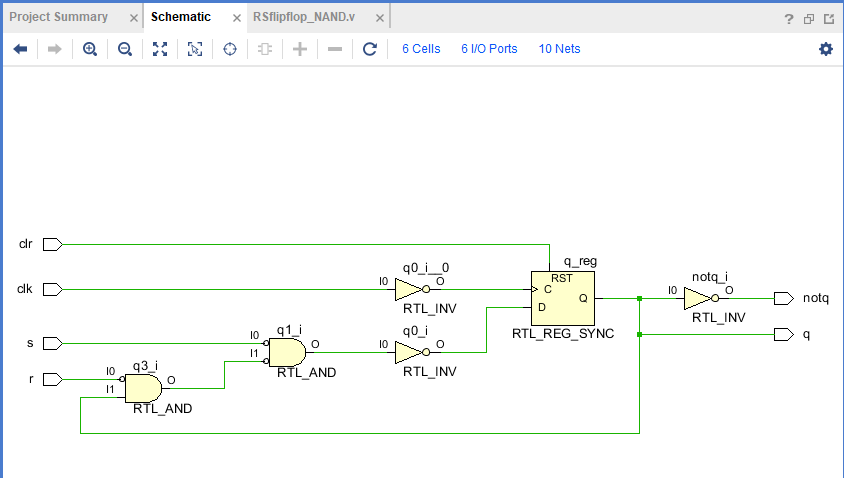 Project Summary × Schematic × RSflipflop_NAND.v × ?
6 Cells 6 I/O Ports 10 Nets
clr
clk
s
r
q3_i
I0
I1
O
RTL_AND
q1_i
I0
I1
O
RTL_AND
q0_i__0
I0
O
RTL_INV
q0_i
I0
O
RTL_INV
q_reg
RST
C
D
Q
RTL_REG_SYNC
notq_i
I0
O
RTL_INV
notq
q